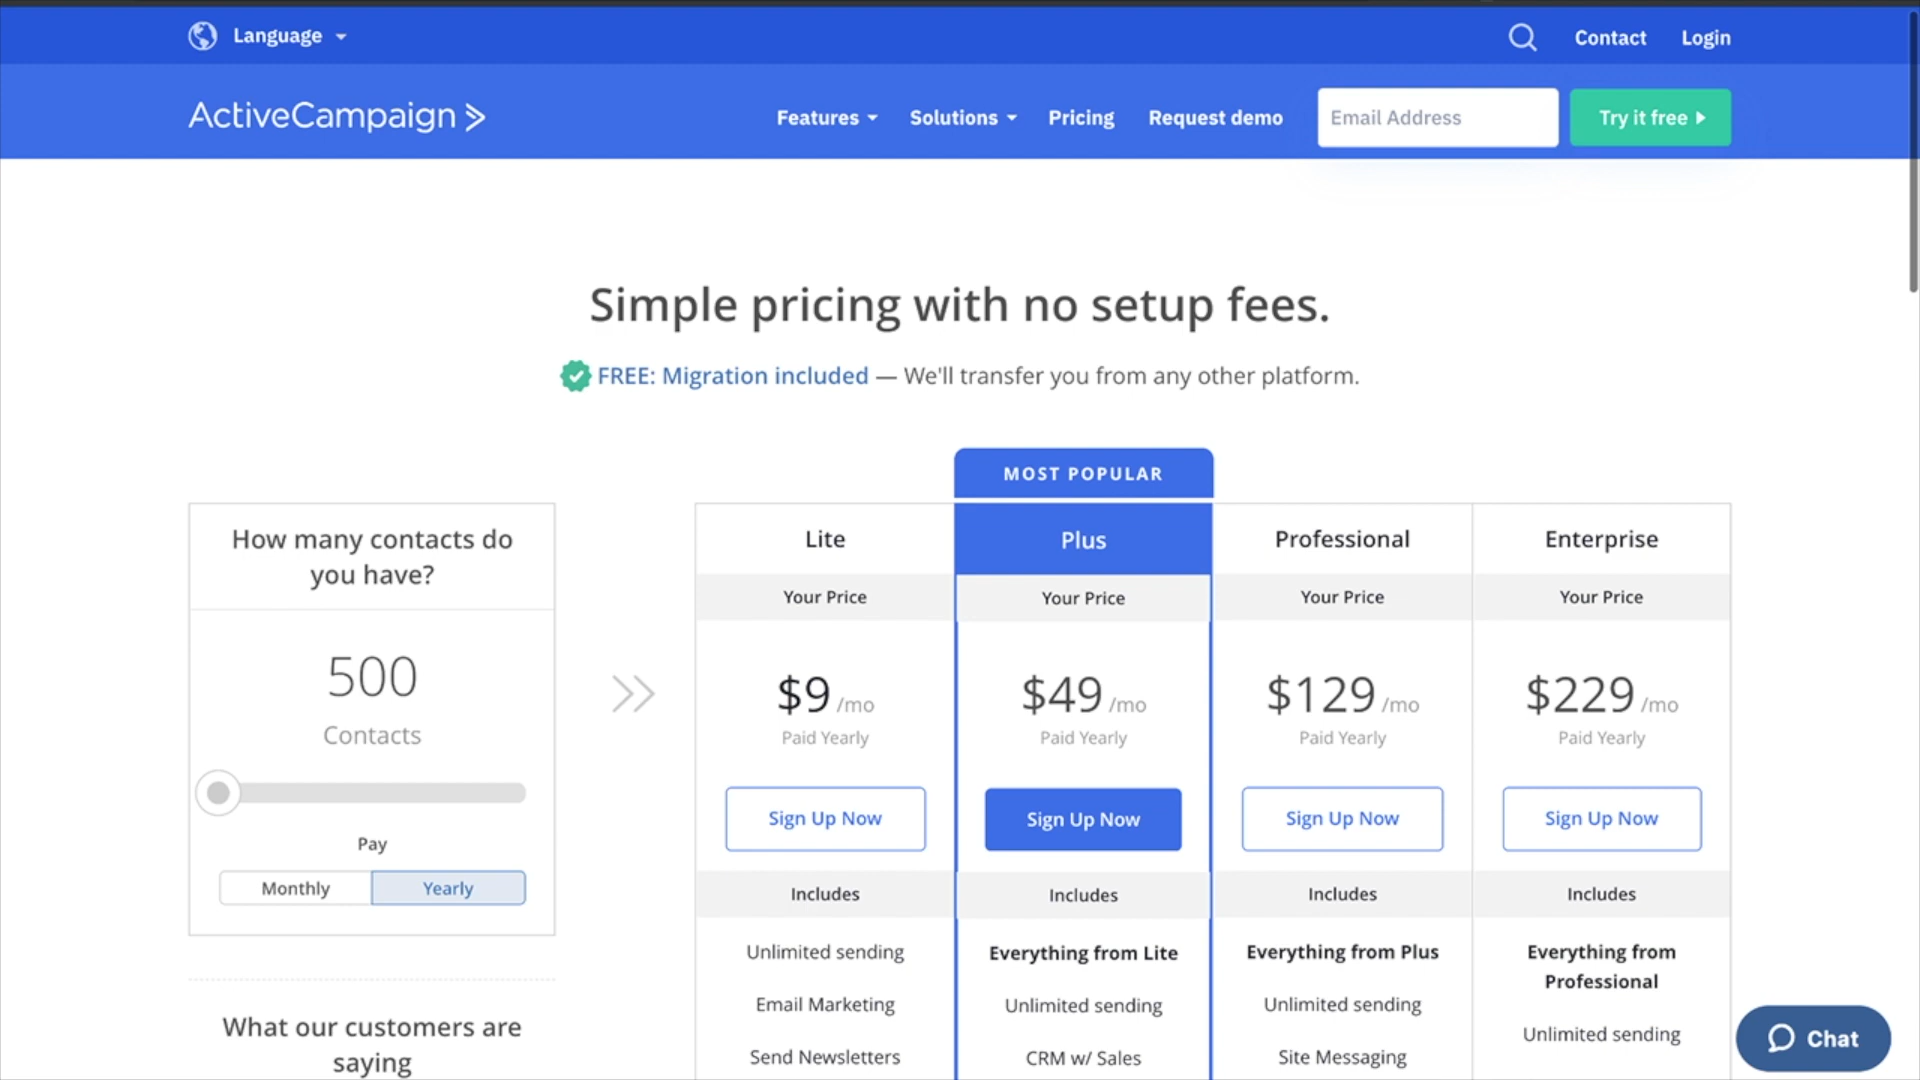 Language
Contact
Login
ActiveCampaign
Features
Solutions
Pricing
Request demo
Email Address
Try it free
Simple pricing with no setup fees.
FREE: Migration included — We'll transfer you from any other platform.
How many contacts do
you have?
500
Contacts
Pay
Monthly
Yearly
What our customers are
saying
MOST POPULAR
Lite
Your Price
$9 /mo
Paid Yearly
Sign Up Now
Includes
Unlimited sending
Email Marketing
Send Newsletters
Plus
Your Price
$49 /mo
Paid Yearly
Sign Up Now
Includes
Everything from Lite
Unlimited sending
CRM w/ Sales
Professional
Your Price
$129 /mo
Paid Yearly
Sign Up Now
Includes
Everything from Plus
Unlimited sending
Site Messaging
Enterprise
Your Price
$229 /mo
Paid Yearly
Sign Up Now
Includes
Everything from
Professional
Unlimited sending
Chat